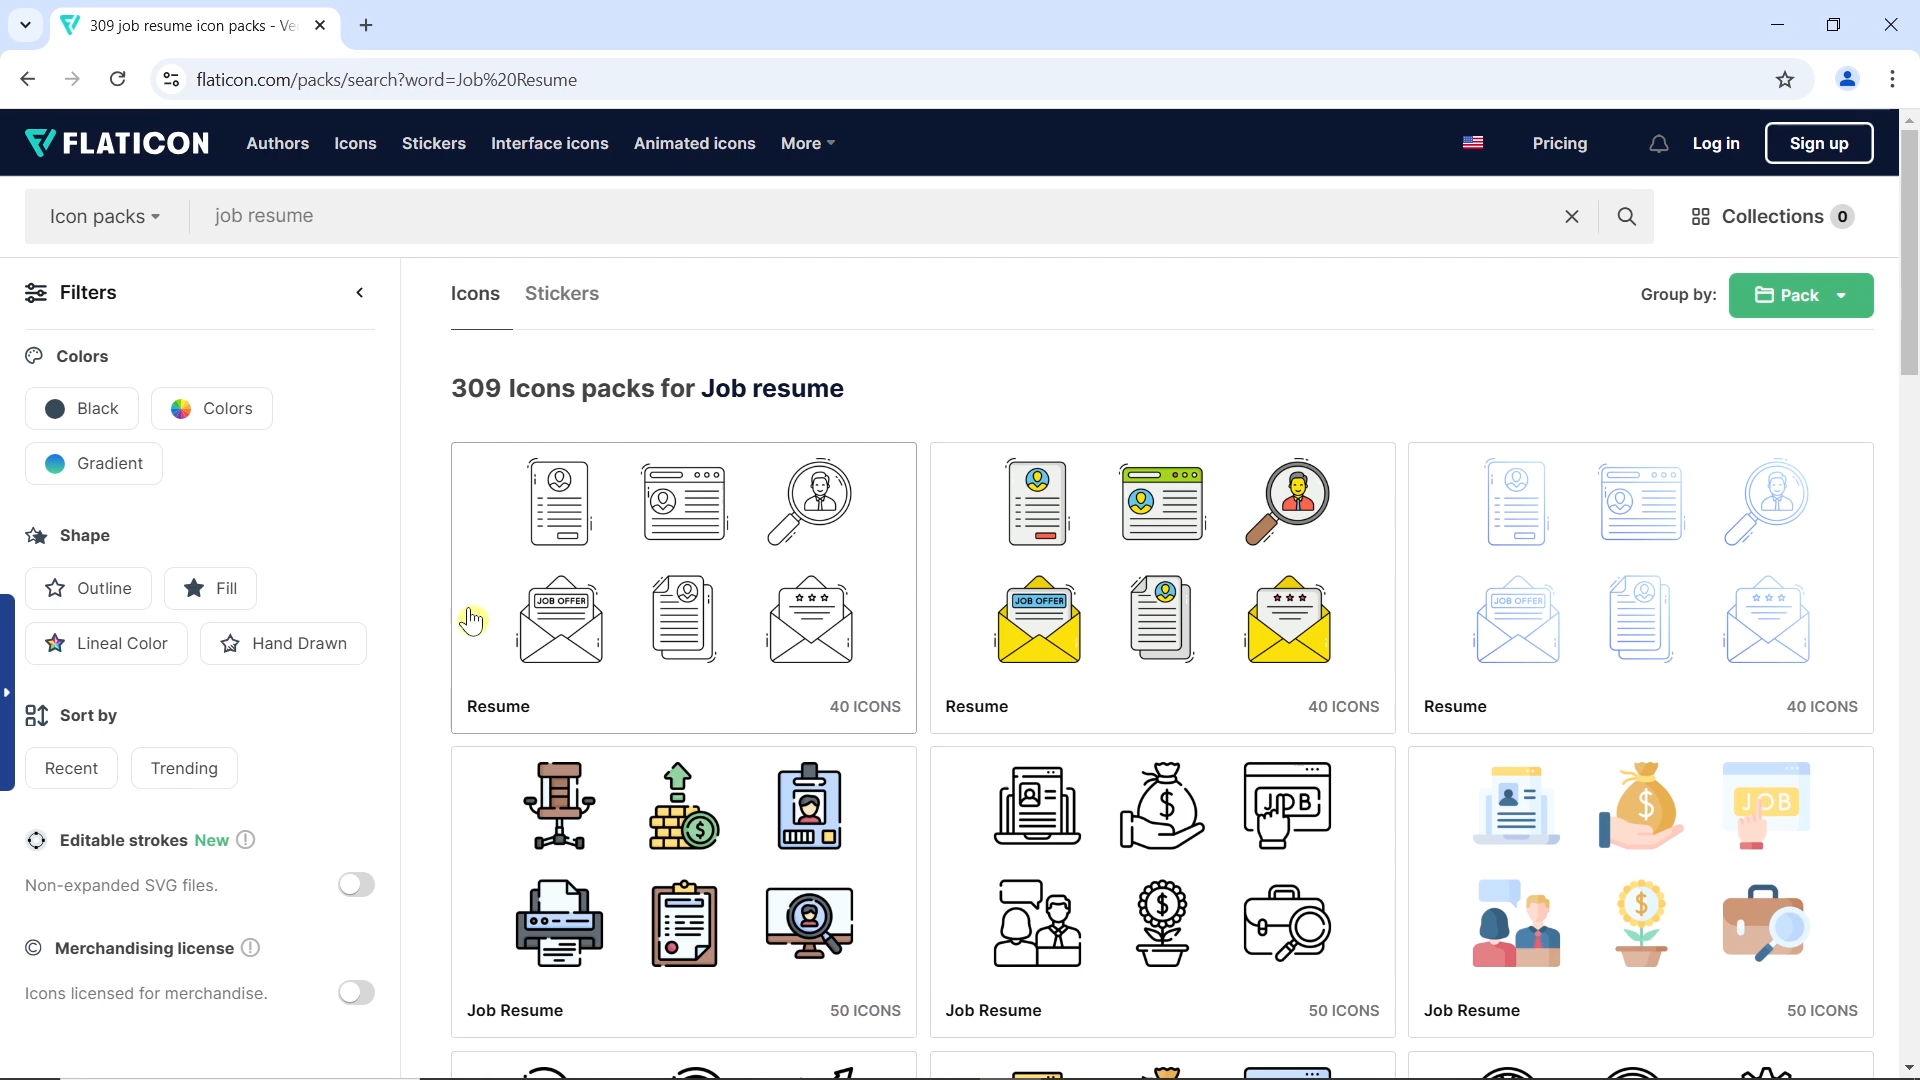 309 job resume icon packs - Ve
flaticon.com/packs/search?word=Job%20Resume
FLATICON Authors Icons Stickers Interface icons Animated icons More Pricing Log in Sign up
Icon packs job resume Collections 0
Filters
Icons Stickers Group by: Pack
Colors
309 Icons packs for Job resume
Black Colors
Gradient
Shape
Outline Fill
JOB OFFER JOB OFFER JOB OFFER
Lineal Color Hand Drawn
Resume 40 ICONS Resume 40 ICONS Resume 40 ICONS
Sort by
Recent Trending
JOB JOB
Editable strokes New
Non-expanded SVG files.
Merchandising license
Icons licensed for merchandise.
Job Resume 50 ICONS Job Resume 50 ICONS Job Resume 50 ICONS